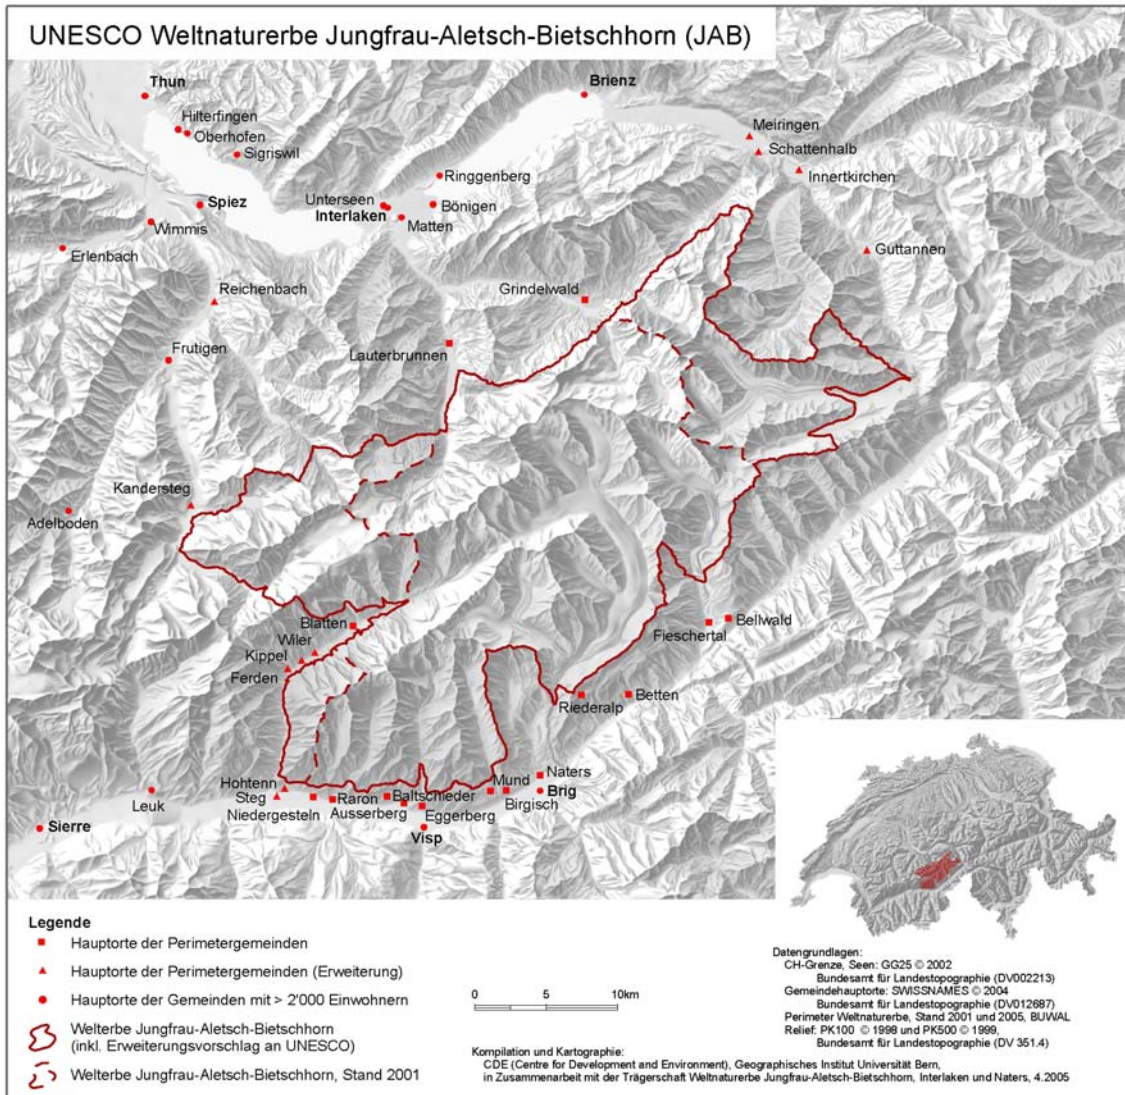 UNESCO Weltnaturerbe Jungfrau-Aletsch-Bietschhorn (JAB)
Thun
Brienz
Hilterfingen
Oberhofen
Sigriswil
Meiringen
Schattenhalb
Innertkirchen
Ringgenberg
Unterseen
Bönigen
Interlaken
Matten
Spiez
Wimmis
Erlenbach
Guttannen
Reichenbach
Grindelwald
Frutigen
Lauterbrunnen
Kandersteg
Adelboden
Blatten
Wiler
Kippel
Ferden
Bellwald
Fieschertal
Riederalp
Betten
Hohtenn
Steg
Niedergesteln
Raron
Ausserberg
Baltschieder
Eggerberg
Mund
Birgisch
Naters
Brig
Leuk
Sierre
Visp
Legende
Hauptorte der Perimetergemeinden
Hauptorte der Perimetergemeinden (Erweiterung)
Hauptorte der Gemeinden mit > 2'000 Einwohnern
Welterbe Jungfrau-Aletsch-Bietschhorn
(inkl. Erweiterungsvorschlag an UNESCO)
Welterbe Jungfrau-Aletsch-Bietschhorn, Stand 2001
0 5 10km
Datengrundlagen:
CH-Grenze, Seen: GG25 © 2002
Bundesamt für Landestopographie (DV002213)
Gemeindehauptorte: SWISSNAMES © 2004
Bundesamt für Landestopographie (DV012687)
Perimeter Weltnaturerbe, Stand 2001 und 2005, BUWAL
Relief: PK100 © 1998 und PK500 © 1999,
Bundesamt für Landestopographie (DV 351.4)
Kompilation und Kartographie:
CDE (Centre for Development and Environment), Geographisches Institut Universität Bern,
in Zusammenarbeit mit der Trägerschaft Weltnaturerbe Jungfrau-Aletsch-Bietschhorn, Interlaken und Naters, 4.2005